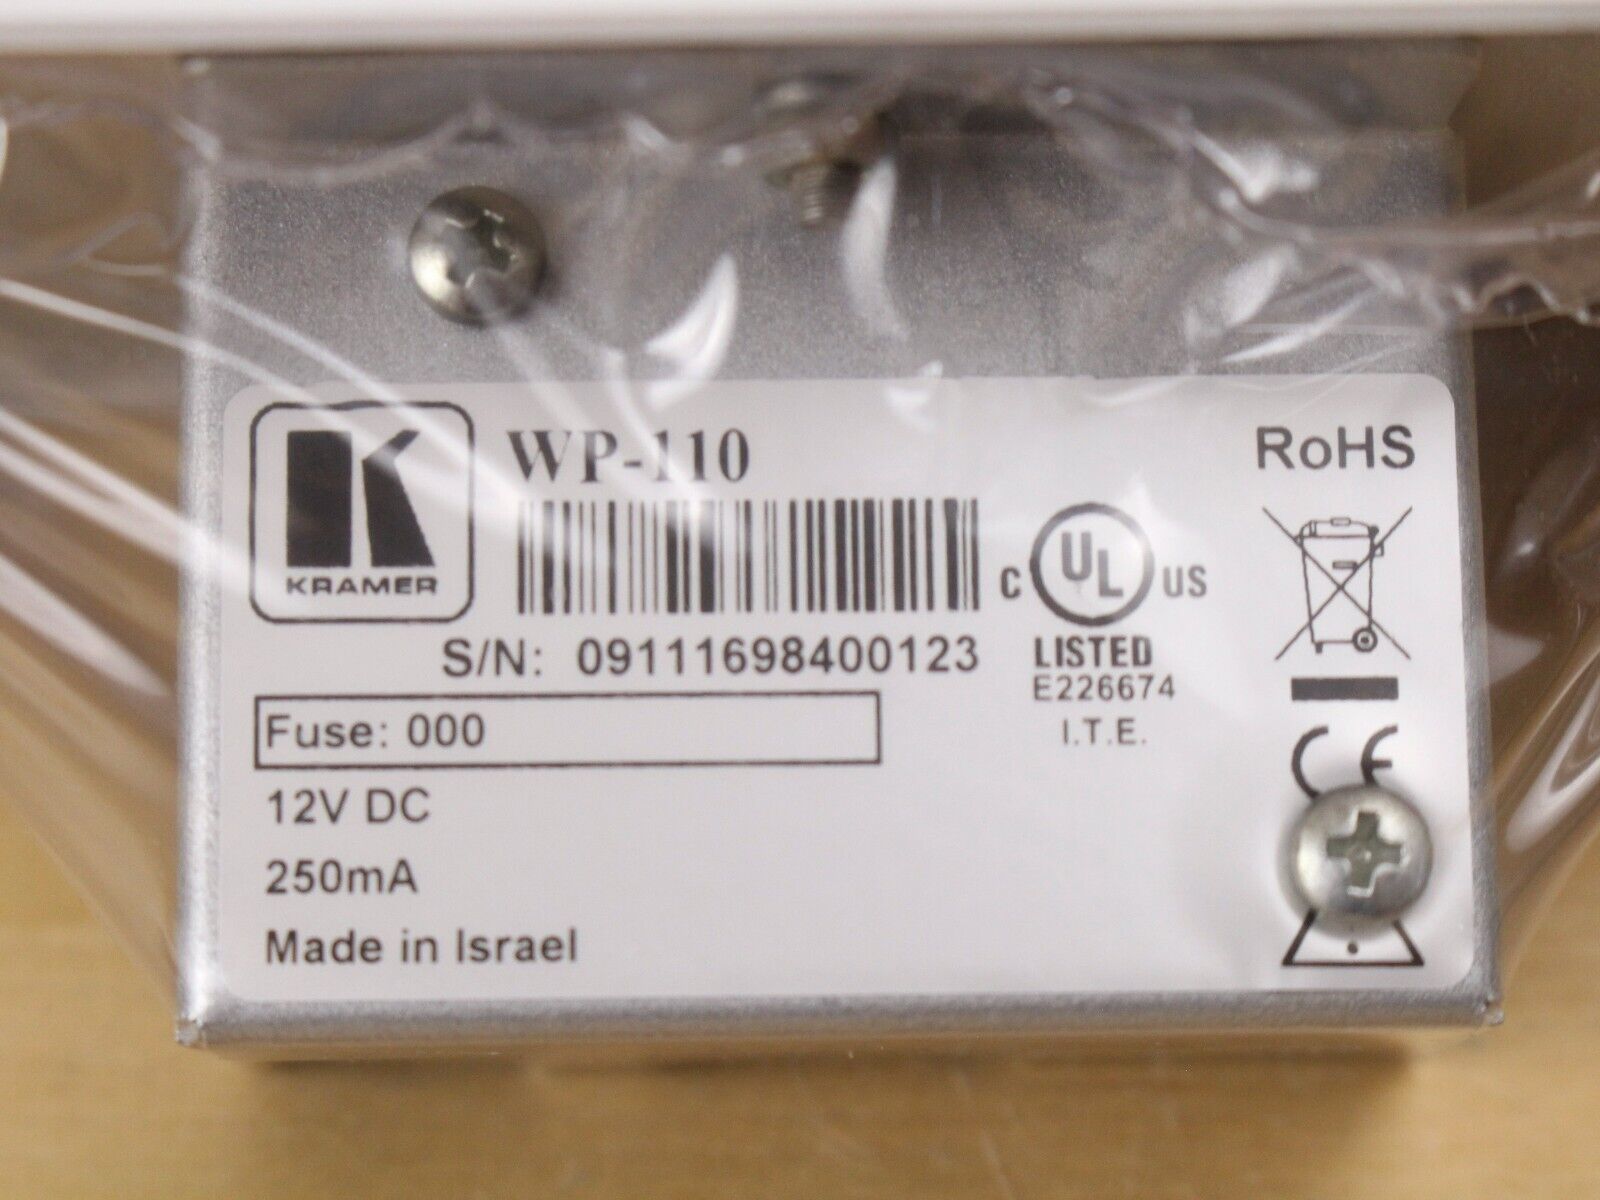 KRAMER
WP-110
S/N: 09111698400123
Fuse: 000
12V DC
250mA
Made in Israel
C UL US
LISTED
E226674
I.T.E.
RoHS
CE